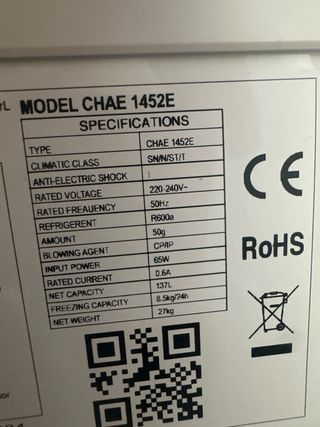 rL
MODEL CHAE 1452E
SPECIFICATIONS
TYPE CHAE 1452E
CLIMATIC CLASS SN/N/ST/T
ANTI-ELECTRIC SHOCK I
RATED VOLTAGE 220-240V~
RATED FREAUENCY 50Hz
REFRIGERENT R600a
AMOUNT 50g
BLOWING AGENT CP/IP
INPUT POWER 65W
RATED CURRENT 0.6A
NET CAPACITY 137L
FREEZING CAPACITY 8.5kg/24h
NET WEIGHT 27kg
CE
RoHS